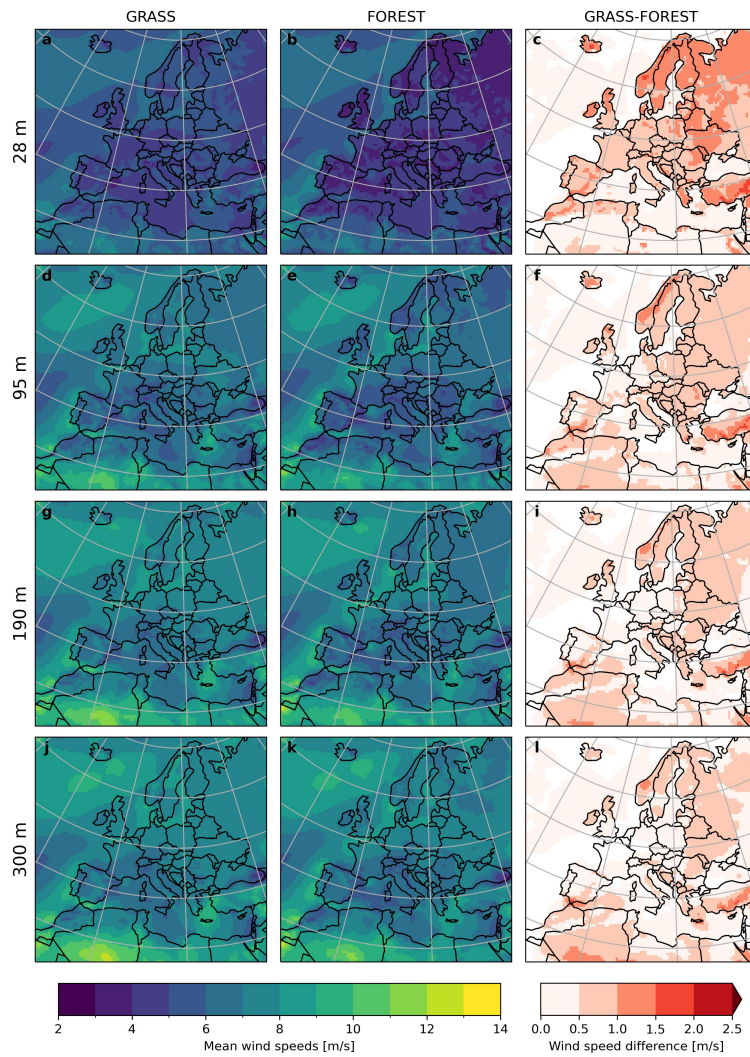 GRASS FOREST GRASS-FOREST
28 m
a b c
95 m
d e f
190 m
g h i
300 m
j k l
2 4 6 8 10 12 14
Mean wind speeds [m/s]
0.0 0.5 1.0 1.5 2.0 2.5
Wind speed difference [m/s]